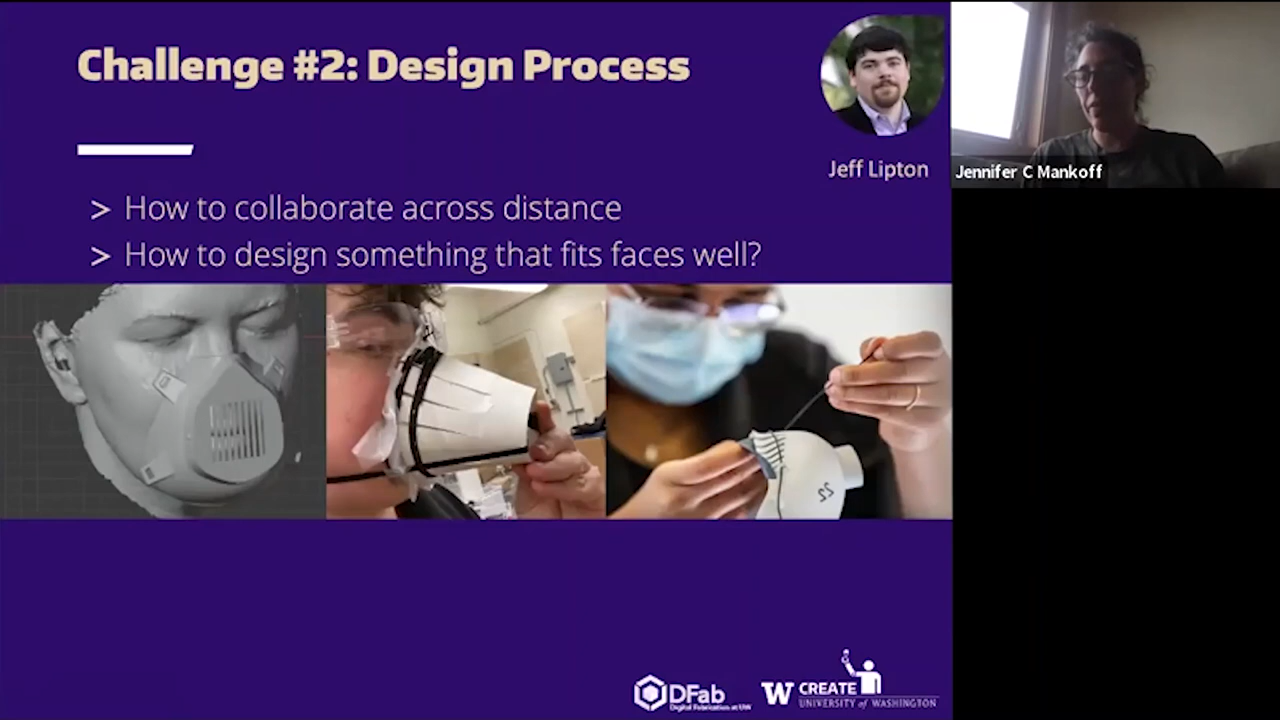 Challenge #2: Design Process
Jeff Lipton
Jennifer C Mankoff
> How to collaborate across distance
> How to design something that fits faces well?
22
DFab
Digital Fabrication at UW
W CREATE
UNIVERSITY of WASHINGTON